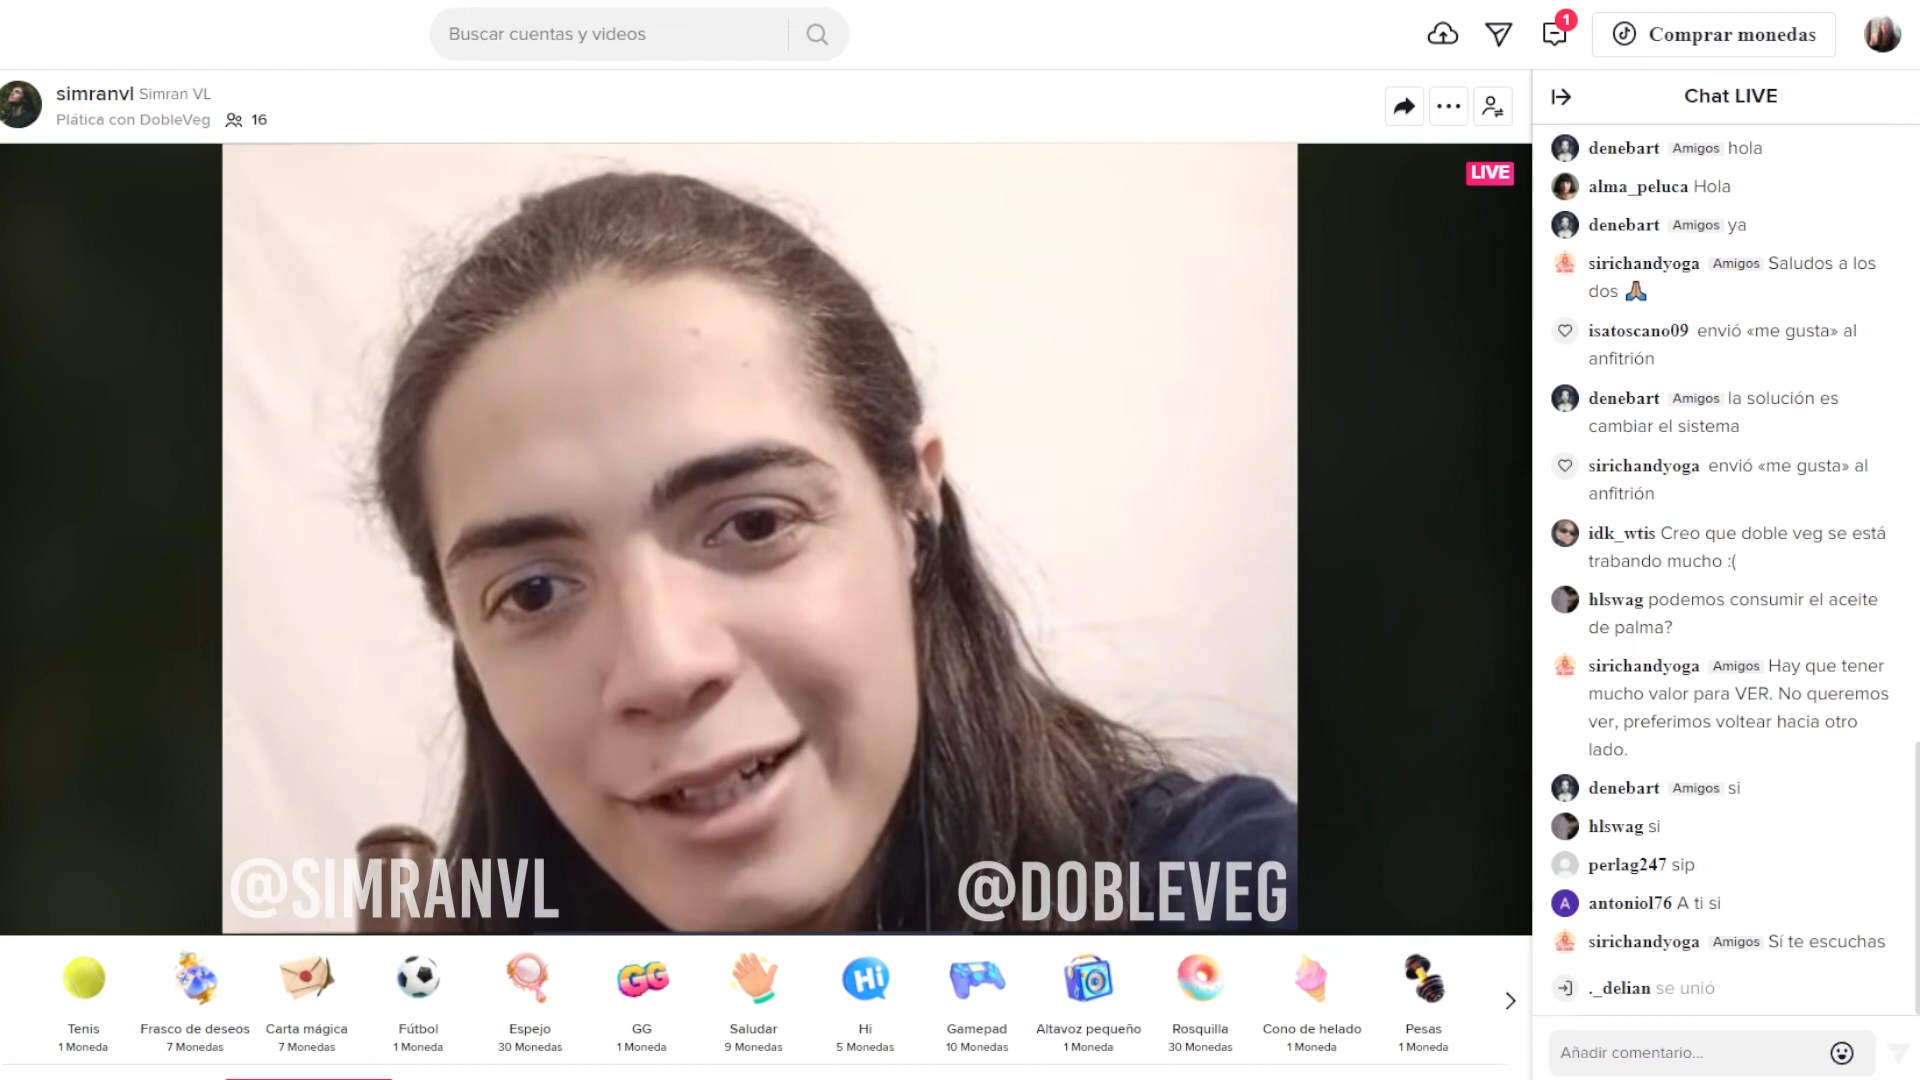 Buscar cuentas y videos
1
Comprar monedas
simranvl Simran VL
Plática con DobleVeg 16
Chat LIVE
LIVE
denebart Amigos hola
alma_peluca Hola
denebart Amigos ya
sirichandyoga Amigos Saludos a los
dos 🙏🏽
isatoscano09 envió «me gusta» al
anfitrión
denebart Amigos la solución es
cambiar el sistema
sirichandyoga envió «me gusta» al
anfitrión
idk_wtis Creo que doble veg se está
trabando mucho :(
hlswag podemos consumir el aceite
de palma?
sirichandyoga Amigos Hay que tener
mucho valor para VER. No queremos
ver, preferimos voltear hacia otro
lado.
denebart Amigos si
hlswag si
perlag247 sip
A antoniol76 A ti si
sirichandyoga Amigos Sí te escuchas
._delian se unió
Añadir comentario...
@SIMRANVL
@DOBLEVEG
GG
Hi
Tenis
1 Moneda
Frasco de deseos
7 Monedas
Carta mágica
7 Monedas
Fútbol
1 Moneda
Espejo
30 Monedas
GG
1 Moneda
Saludar
9 Monedas
Hi
5 Monedas
Gamepad
10 Monedas
Altavoz pequeño
1 Moneda
Rosquilla
30 Monedas
Cono de helado
1 Moneda
Pesas
1 Moneda